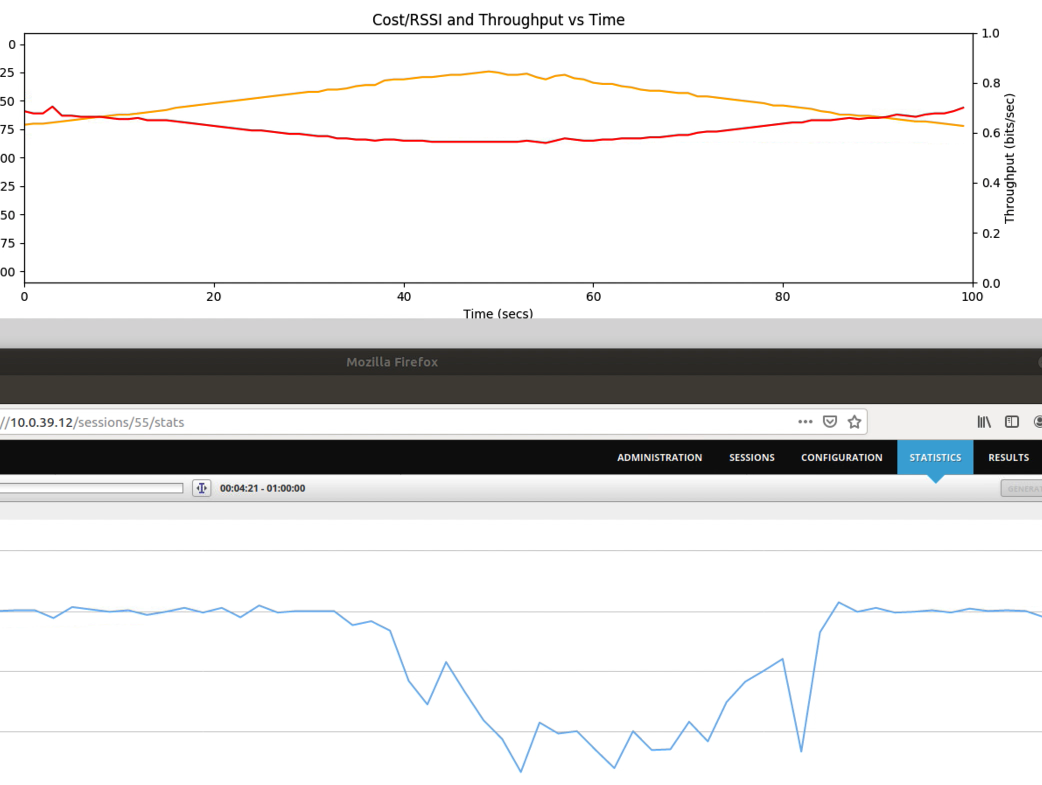 Cost/RSSI and Throughput vs Time
0
25
50
75
00
25
50
75
00
1.0
0.8
0.6
0.4
0.2
0.0
Throughput (bits/sec)
0 20 40 60 80 100
Time (secs)
Mozilla Firefox
//10.0.39.12/sessions/55/stats
ADMINISTRATION SESSIONS CONFIGURATION STATISTICS RESULTS
00:04:21 - 01:00:00